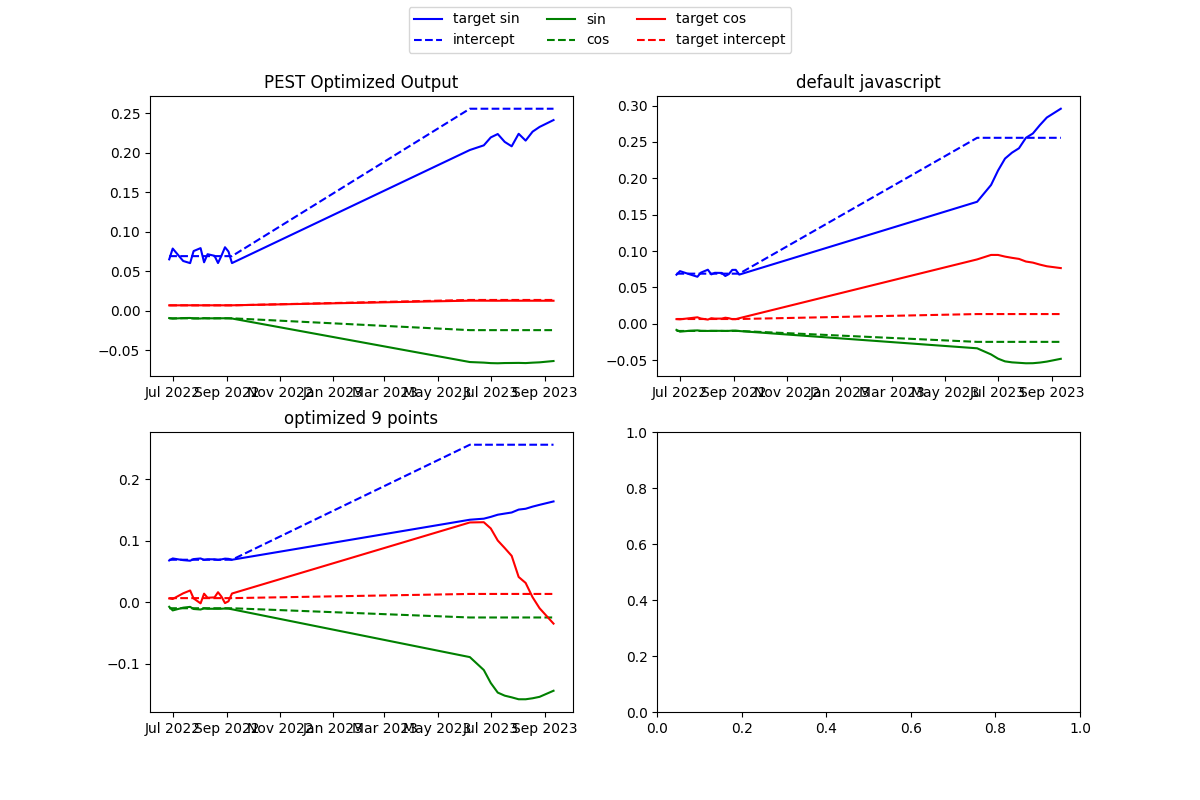 target sin sin target cos
intercept cos target intercept
PEST Optimized Output
0.25
0.20
0.15
0.10
0.05
0.00
−0.05
Jul 2022 Sep 2022 Nov 2022 Jan 2023 Mar 2023 May 2023 Jul 2023 Sep 2023
default javascript
0.30
0.25
0.20
0.15
0.10
0.05
0.00
−0.05
Jul 2022 Sep 2022 Nov 2022 Jan 2023 Mar 2023 May 2023 Jul 2023 Sep 2023
optimized 9 points
0.2
0.1
0.0
−0.1
Jul 2022 Sep 2022 Nov 2022 Jan 2023 Mar 2023 May 2023 Jul 2023 Sep 2023
1.0
0.8
0.6
0.4
0.2
0.0
0.0 0.2 0.4 0.6 0.8 1.0